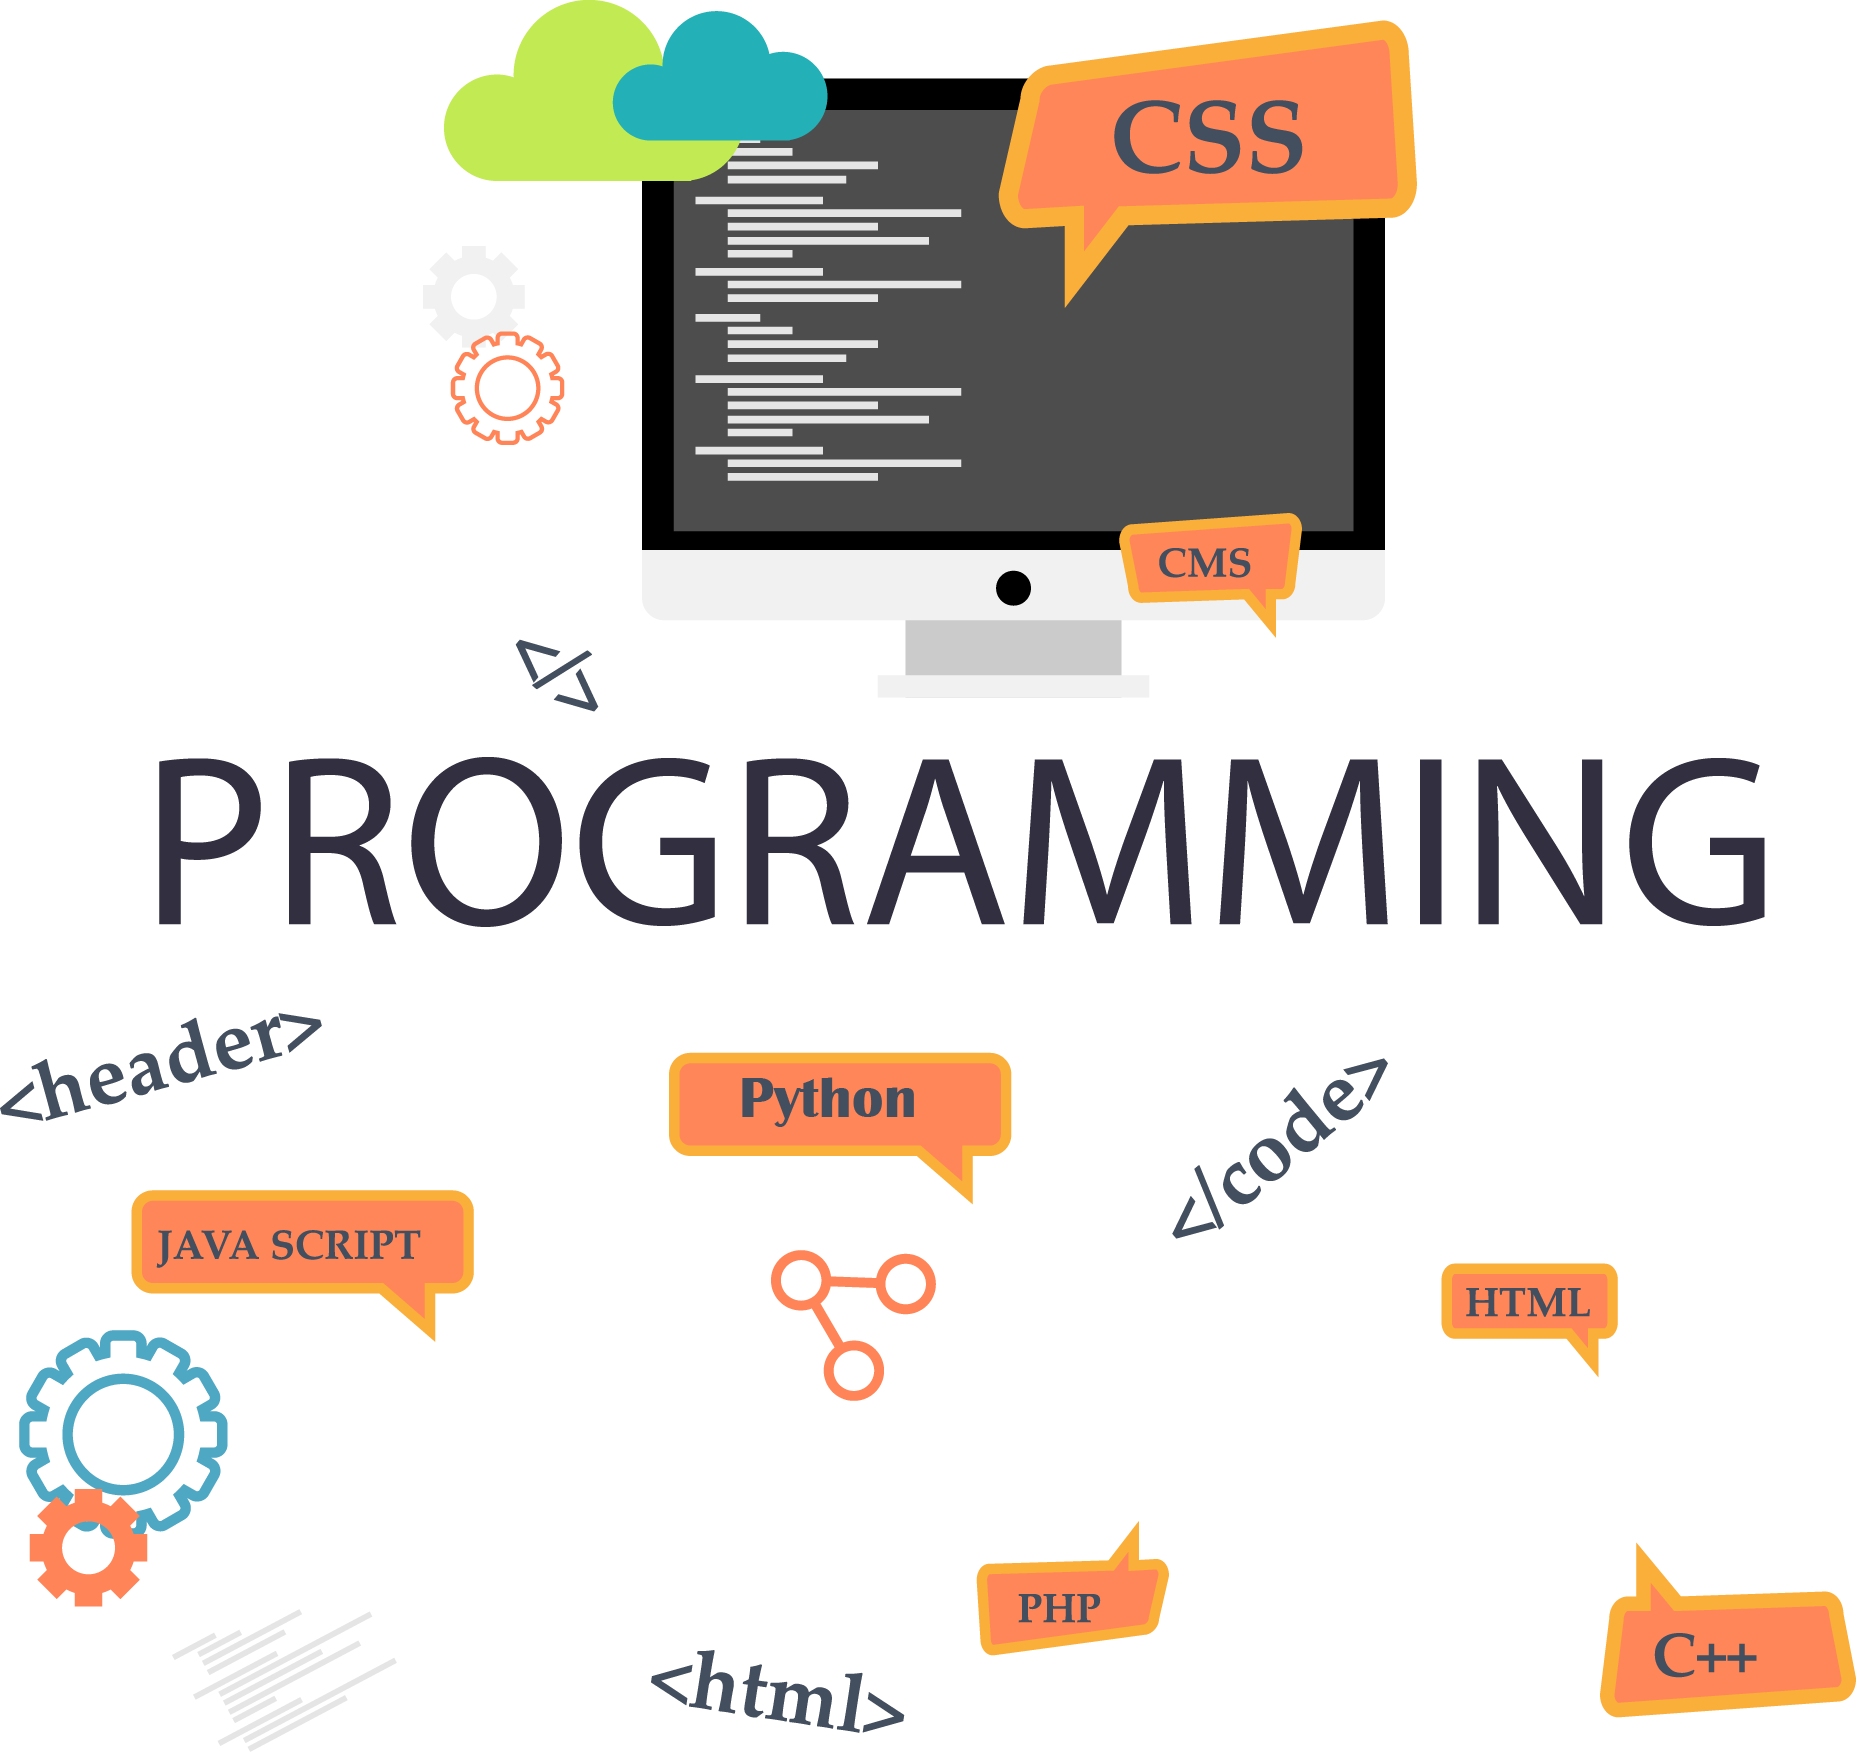 CSS
CMS
</>
PROGRAMMING
<header>
Python
</code>
JAVA SCRIPT
HTML
PHP
C++
<html>